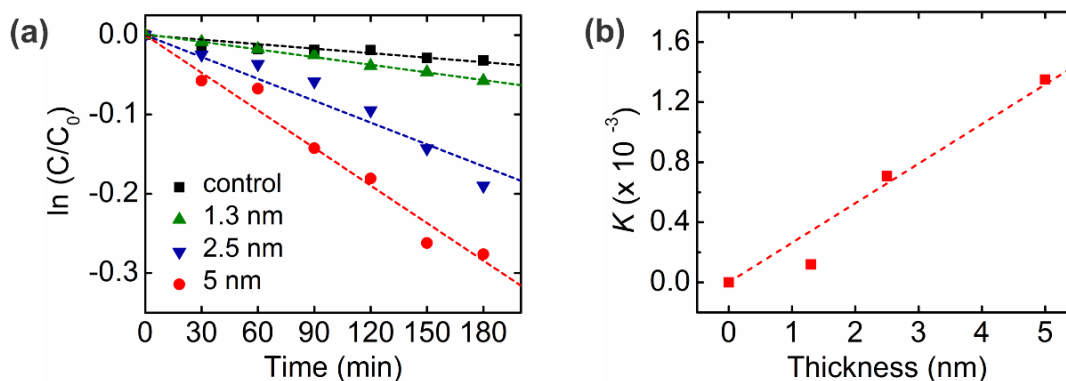 (a)
ln (C/C0)
0.0
-0.1
-0.2
-0.3
control
1.3 nm
2.5 nm
5 nm
0 30 60 90 120 150 180
Time (min)
(b)
K (x 10 -3)
1.6
1.2
0.8
0.4
0.0
0 1 2 3 4 5
Thickness (nm)